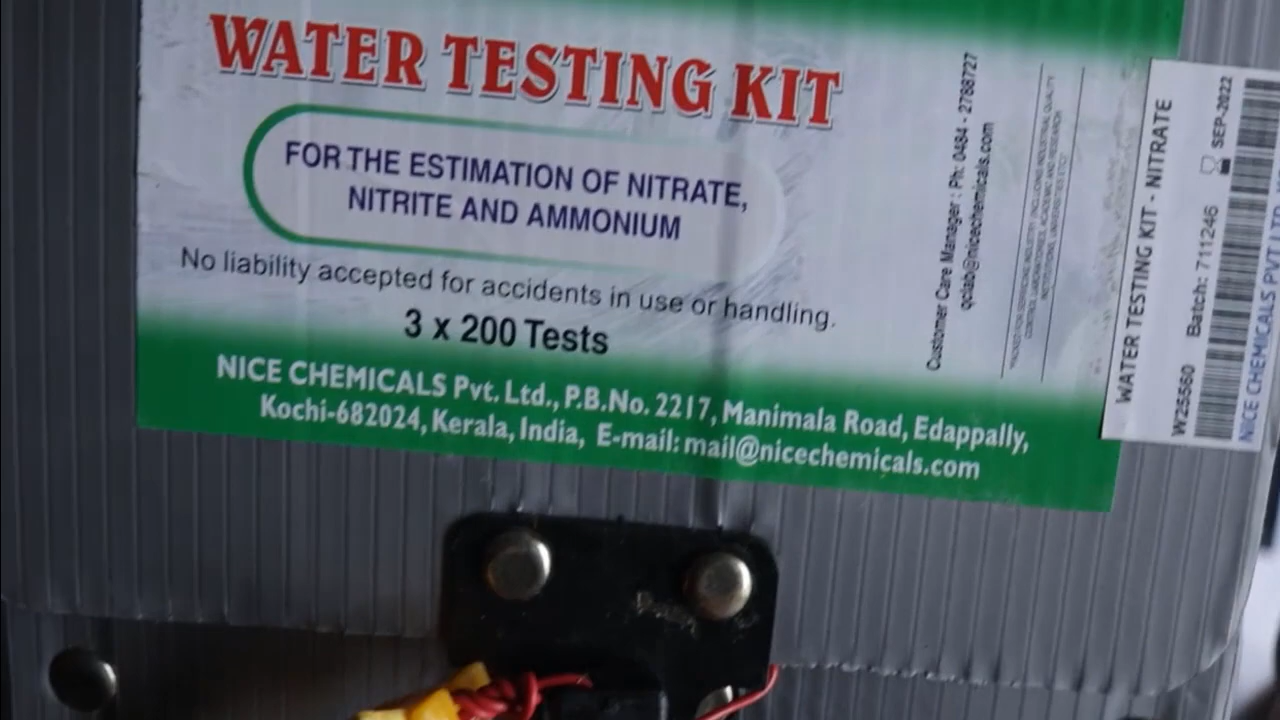 WATER TESTING KIT
FOR THE ESTIMATION OF NITRATE,
NITRITE AND AMMONIUM
No liability accepted for accidents in use or handling.
3 x 200 Tests
NICE CHEMICALS Pvt. Ltd., P.B.No. 2217, Manimala Road, Edappally,
Kochi-682024, Kerala, India, E-mail: mail@nicechemicals.com
Customer Care Manager : Ph: 0484 - 2788727
qclab@nicechemicals.com
WATER TESTING KIT - NITRATE
W25560 Batch: 711246 SEP-2022
NICE CHEMICALS PVT LTD